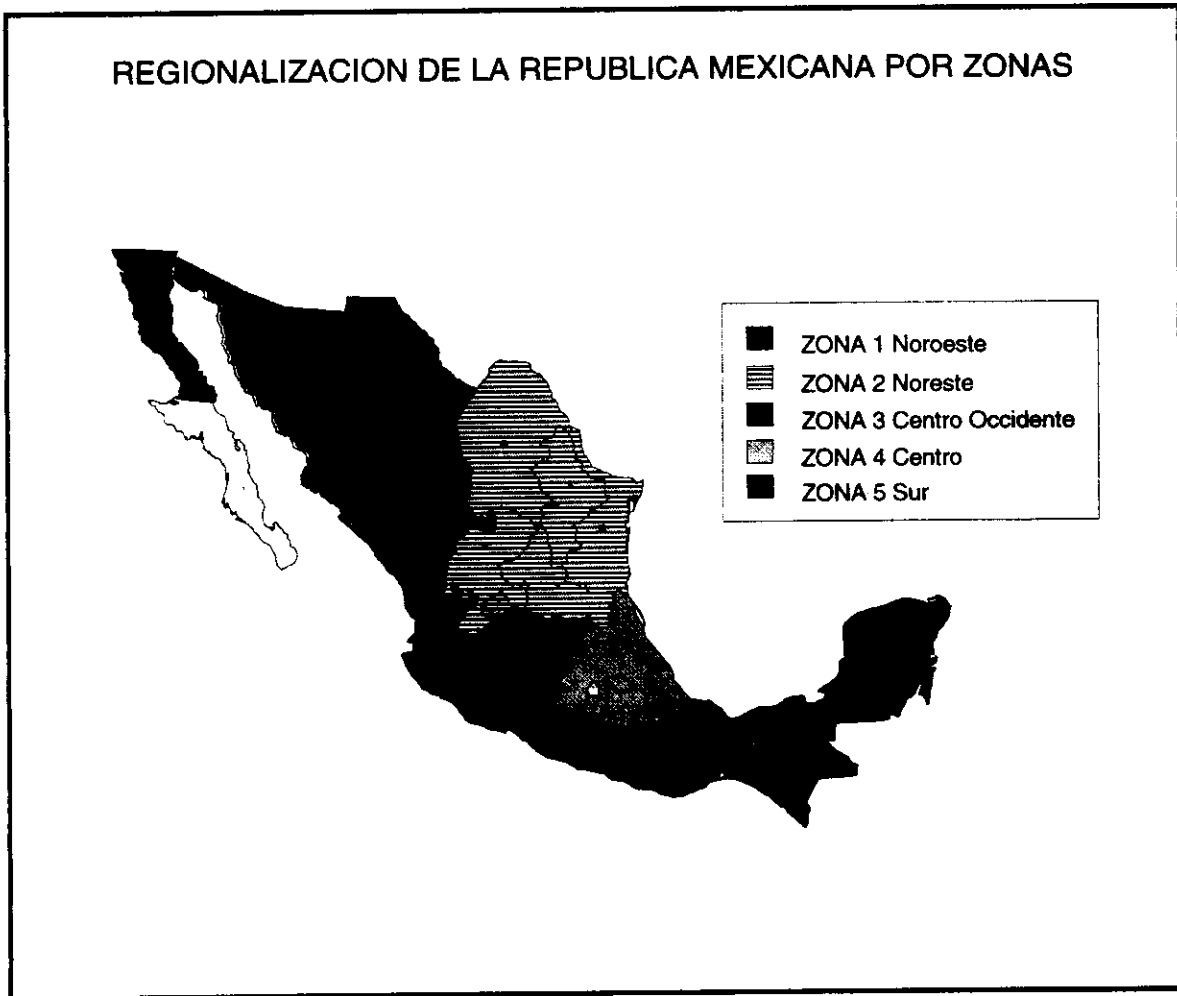 REGIONALIZACION DE LA REPUBLICA MEXICANA POR ZONAS
ZONA 1 Noroeste
ZONA 2 Noreste
ZONA 3 Centro Occidente
ZONA 4 Centro
ZONA 5 Sur